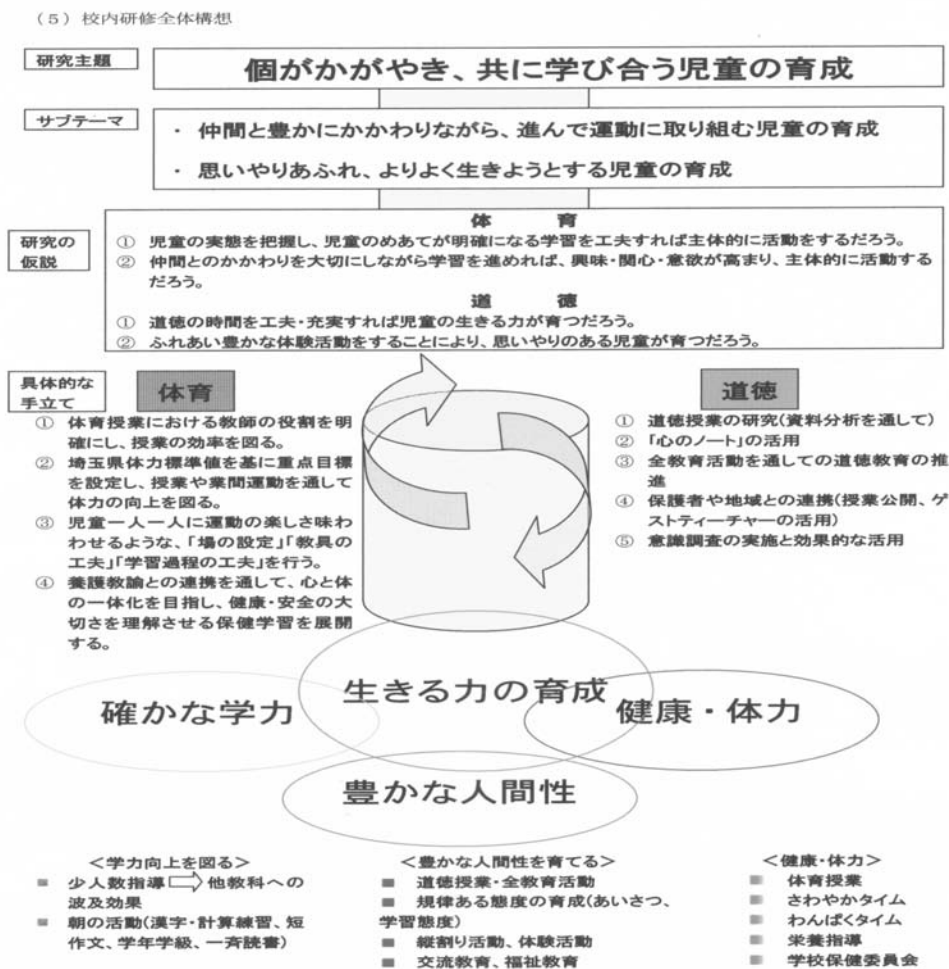 （５）校内研修全体構想
研究主題
個がかがやき、共に学び合う児童の育成
サブテーマ
・ 仲間と豊かにかかわりながら、進んで運動に取り組む児童の育成
・ 思いやりあふれ、よりよく生きようとする児童の育成
研究の
仮説
体　育
① 児童の実態を把握し、児童のめあてが明確になる学習を工夫すれば主体的に活動をするだろう。
② 仲間とのかかわりを大切にしながら学習を進めれば、興味・関心・意欲が高まり、主体的に活動する
だろう。
道　徳
① 道徳の時間を工夫・充実すれば児童の生きる力が育つだろう。
② ふれあい豊かな体験活動をすることにより、思いやりのある児童が育つだろう。
具体的な
手立て
体育
① 体育授業における教師の役割を明
確にし、授業の効率を図る。
② 埼玉県体力標準値を基に重点目標
を設定し、授業や業間運動を通して
体力の向上を図る。
③ 児童一人一人に運動の楽しさ味わ
わせるような、「場の設定」「教具の
工夫」「学習過程の工夫」を行う。
④ 養護教諭との連携を通して、心と体
の一体化を目指し、健康・安全の大
切さを理解させる保健学習を展開
する。
道徳
① 道徳授業の研究(資料分析を通して)
② 「心のノート」の活用
③ 全教育活動を通しての道徳教育の推
進
④ 保護者や地域との連携(授業公開、ゲ
ストティーチャーの活用)
⑤ 意識調査の実施と効果的な活用
生きる力の育成
確かな学力
健康・体力
豊かな人間性
＜学力向上を図る＞
■ 少人数指導⇨他教科への
波及効果
■ 朝の活動(漢字・計算練習、短
作文、学年学級、一斉読書)
＜豊かな人間性を育てる＞
■ 道徳授業・全教育活動
■ 規律ある態度の育成(あいさつ、
学習態度)
■ 縦割り活動、体験活動
■ 交流教育、福祉教育
＜健康・体力＞
■ 体育授業
■ さわやかタイム
■ わんぱくタイム
■ 栄養指導
■ 学校保健委員会